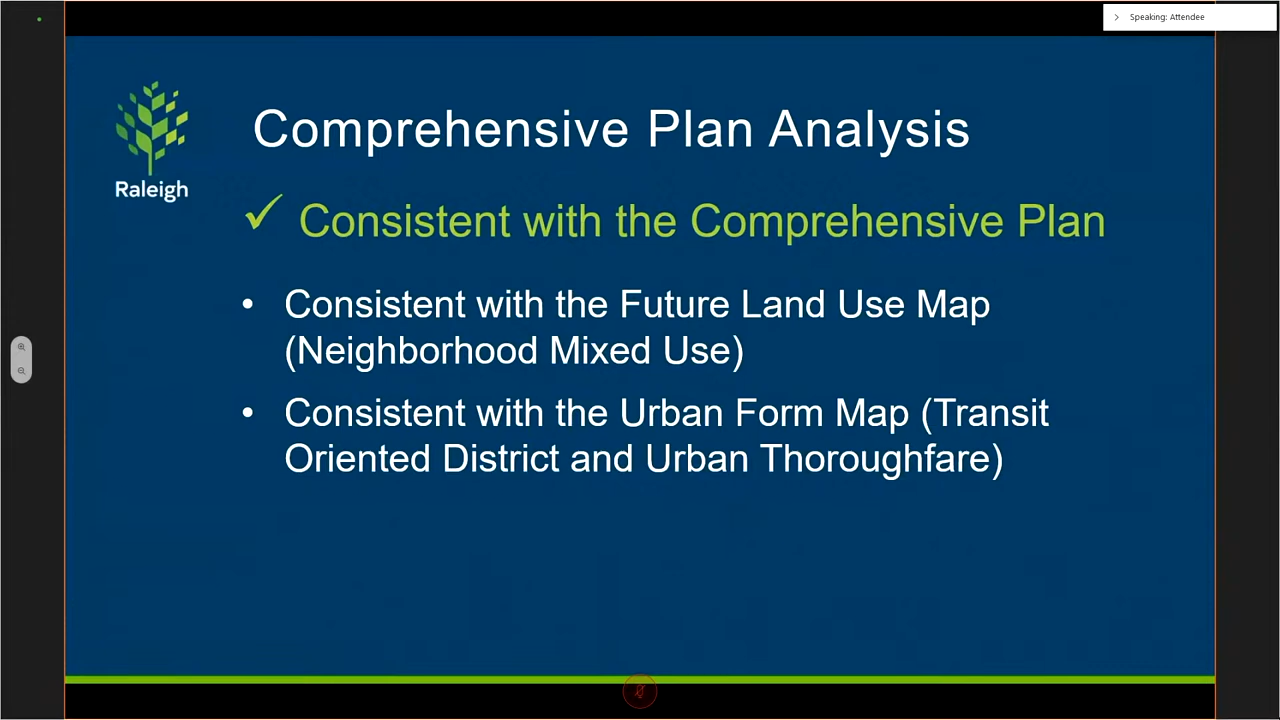 Speaking: Attendee
Raleigh
Comprehensive Plan Analysis
✓ Consistent with the Comprehensive Plan
• Consistent with the Future Land Use Map
(Neighborhood Mixed Use)
• Consistent with the Urban Form Map (Transit
Oriented District and Urban Thoroughfare)